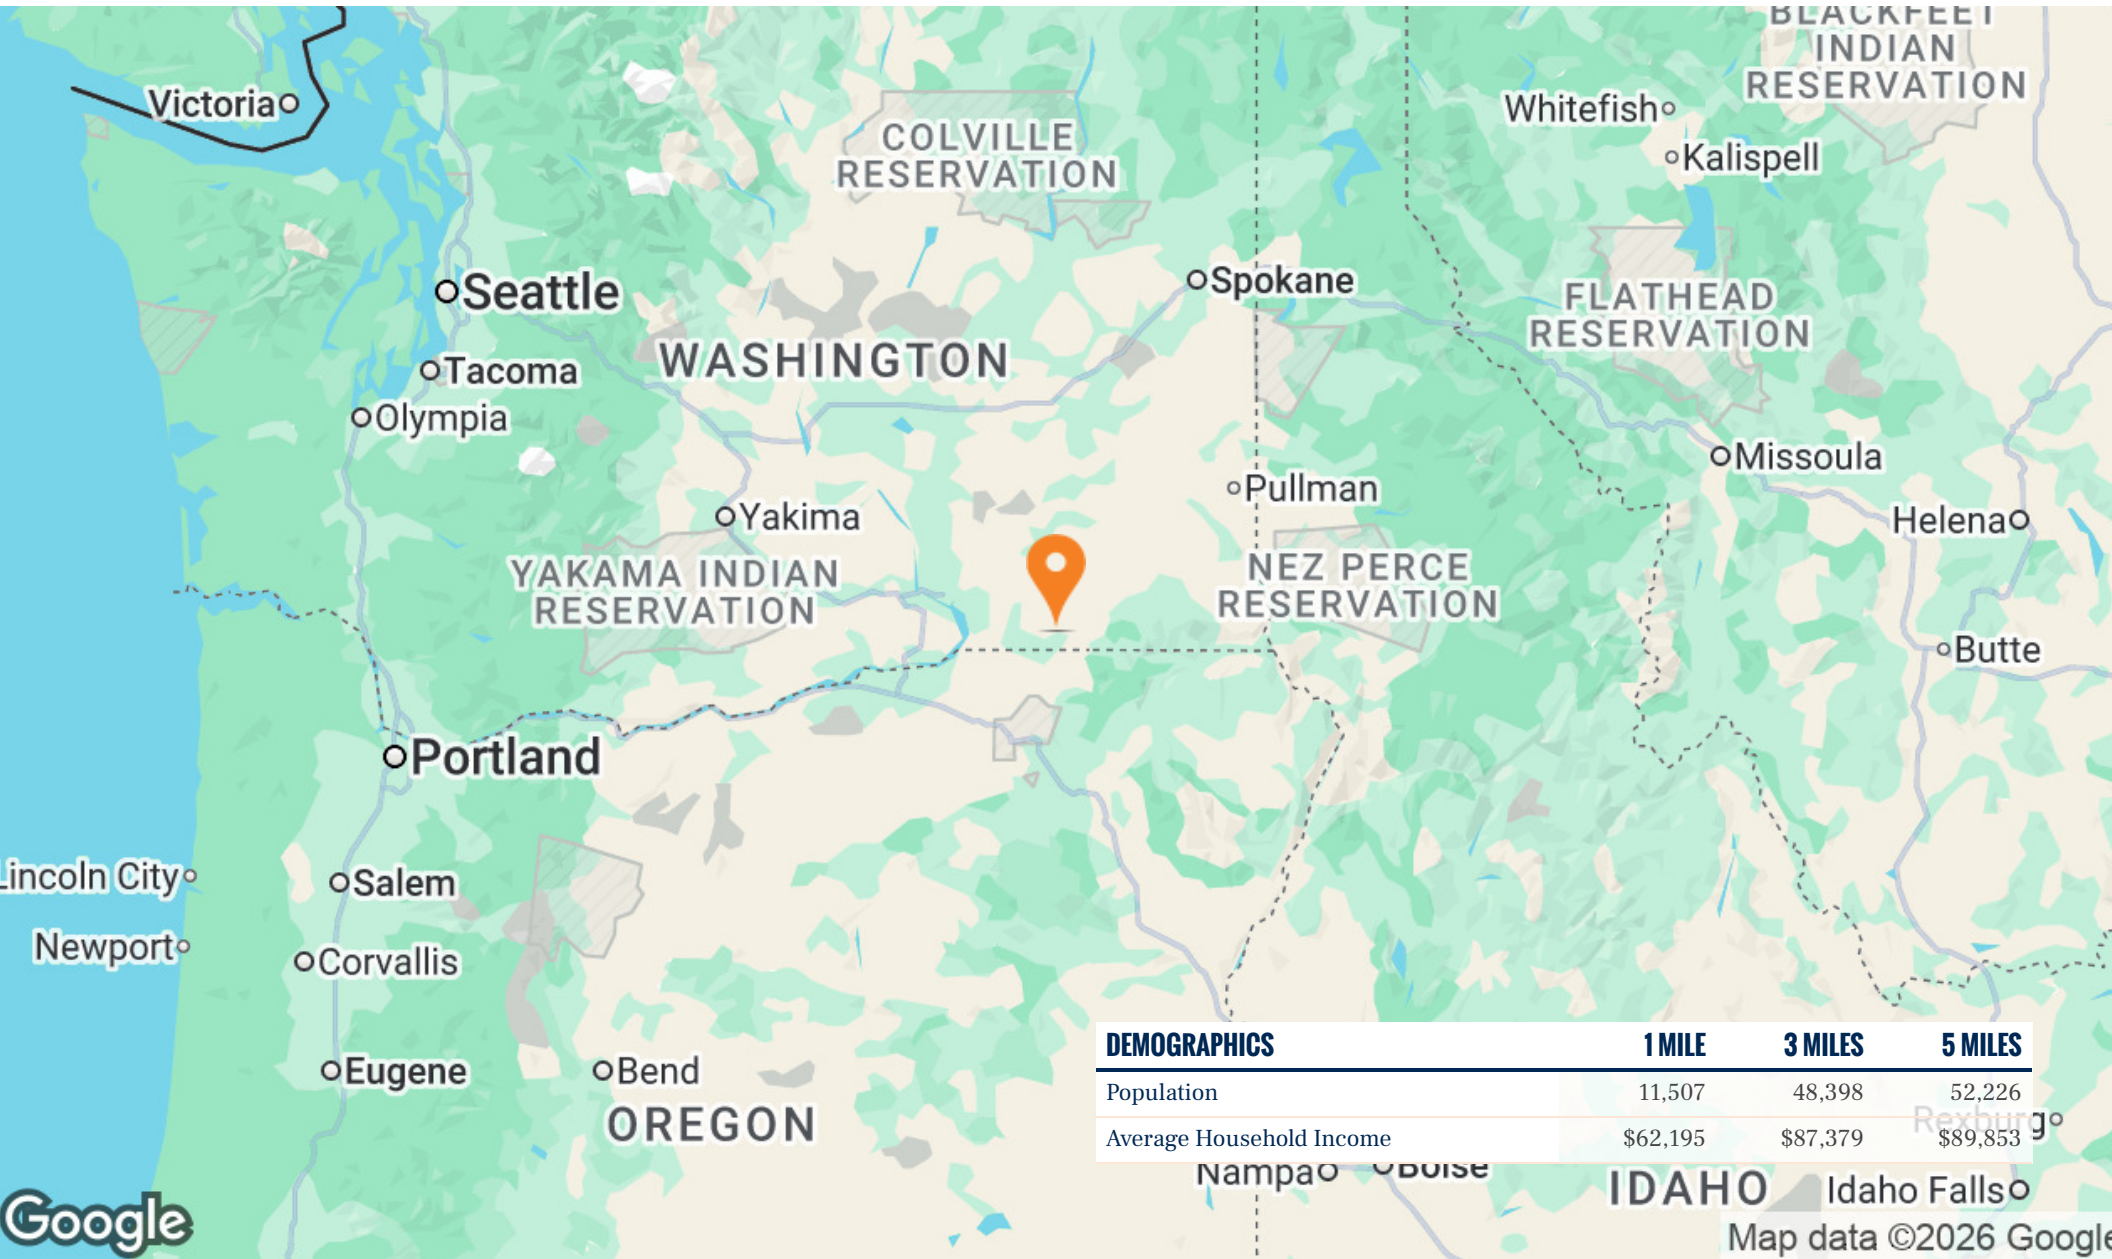 BLACKFEET
INDIAN
RESERVATION
Victoria
Whitefish
COLVILLE
RESERVATION
Kalispell
Seattle
Spokane
FLATHEAD
RESERVATION
WASHINGTON
Tacoma
Olympia
Missoula
Pullman
Yakima
Helena
YAKAMA INDIAN
RESERVATION
NEZ PERCE
RESERVATION
Butte
Portland
Lincoln City
Salem
Newport
Corvallis
Eugene
Bend
OREGON
DEMOGRAPHICS 1 MILE 3 MILES 5 MILES
Population 11,507 48,398 52,226
Rexburg
Average Household Income $62,195 $87,379 $89,853
Nampa
Boise
IDAHO
Idaho Falls
Google
Map data ©2026 Google